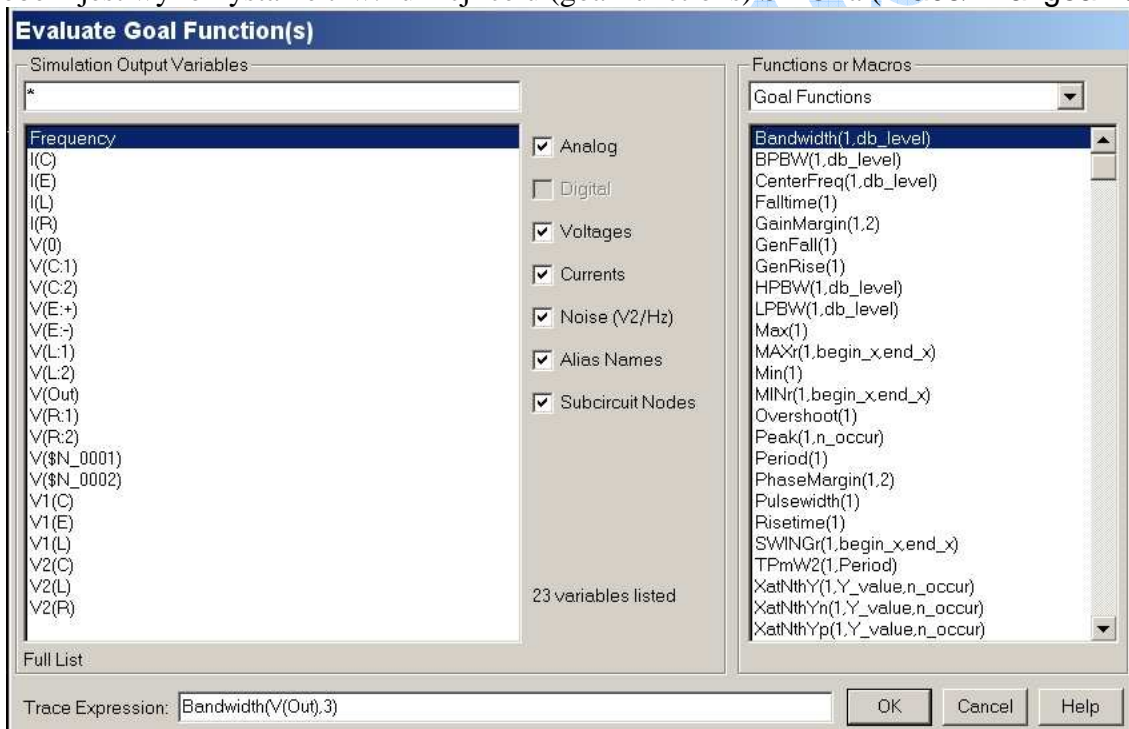 jest wykorzystanie funkcji celu (goal functions)
Evaluate Goal Function(s)
Simulation Output Variables
*
Frequency
I(C)
I(E)
I(L)
I(R)
V(0)
V(C:1)
V(C:2)
V(E:+)
V(E:-)
V(L:1)
V(L:2)
V(Out)
V(R:1)
V(R:2)
V($N_0001)
V($N_0002)
V1(C)
V1(E)
V1(L)
V2(C)
V2(L)
V2(R)
Full List
Analog
Digital
Voltages
Currents
Noise (V2/Hz)
Alias Names
Subcircuit Nodes
23 variables listed
Functions or Macros
Goal Functions
Bandwidth(1,db_level)
BPBW(1,db_level)
CenterFreq(1,db_level)
Falltime(1)
GainMargin(1,2)
GenFall(1)
GenRise(1)
HPBW(1,db_level)
LPBW(1,db_level)
Max(1)
MAXr(1,begin_x,end_x)
Min(1)
MINr(1,begin_x,end_x)
Overshoot(1)
Peak(1,n_occur)
Period(1)
PhaseMargin(1,2)
Pulsewidth(1)
Risetime(1)
SWINGr(1,begin_x,end_x)
TPmW2(1,Period)
XatNthY(1,Y_value,n_occur)
XatNthYn(1,Y_value,n_occur)
XatNthYp(1,Y_value,n_occur)
Trace Expression: Bandwidth(V(Out),3)
OK
Cancel
Help